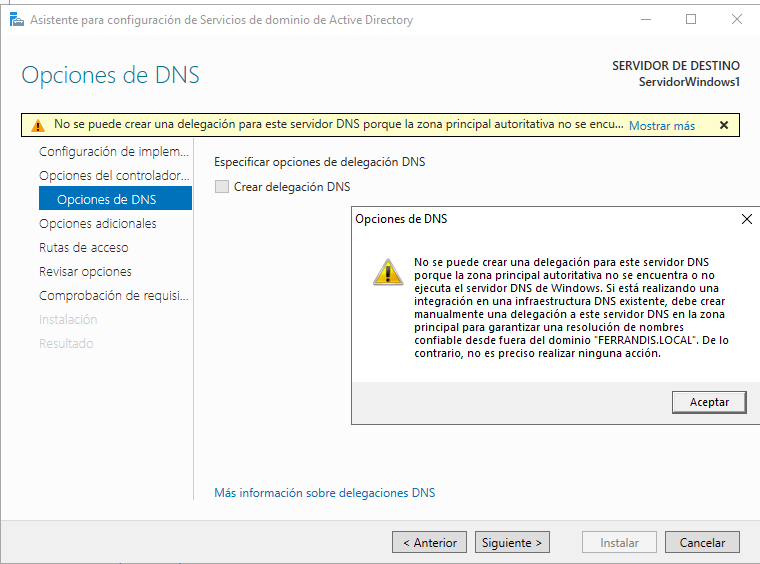 Asistente para configuración de Servicios de dominio de Active Directory
Opciones de DNS
SERVIDOR DE DESTINO
ServidorWindows1
No se puede crear una delegación para este servidor DNS porque la zona principal autoritativa no se encu... Mostrar más
Configuración de implem...
Opciones del controlador...
Opciones de DNS
Opciones adicionales
Rutas de acceso
Revisar opciones
Comprobación de requisi...
Instalación
Resultado
Especificar opciones de delegación DNS
Crear delegación DNS
Opciones de DNS
No se puede crear una delegación para este servidor DNS
porque la zona principal autoritativa no se encuentra o no
ejecuta el servidor DNS de Windows. Si está realizando una
integración en una infraestructura DNS existente, debe crear
manualmente una delegación a este servidor DNS en la zona
principal para garantizar una resolución de nombres
confiable desde fuera del dominio "FERRANDIS.LOCAL". De lo
contrario, no es preciso realizar ninguna acción.
Aceptar
Más información sobre delegaciones DNS
< Anterior
Siguiente >
Instalar
Cancelar